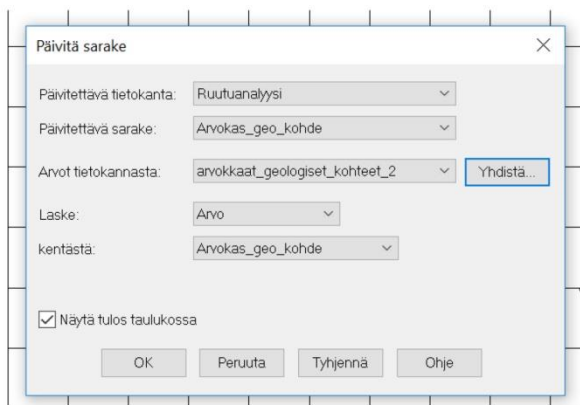 Päivitä sarake
Päivitettävä tietokanta: Ruutuanalyysi
Päivitettävä sarake: Arvokas_geo_kohde
Arvot tietokannasta: arvokkaat_geologiset_kohteet_2 Yhdistä...
Laske: Arvo
kentästä: Arvokas_geo_kohde
Näytä tulos taulukossa
OK Peruuta Tyhjennä Ohje